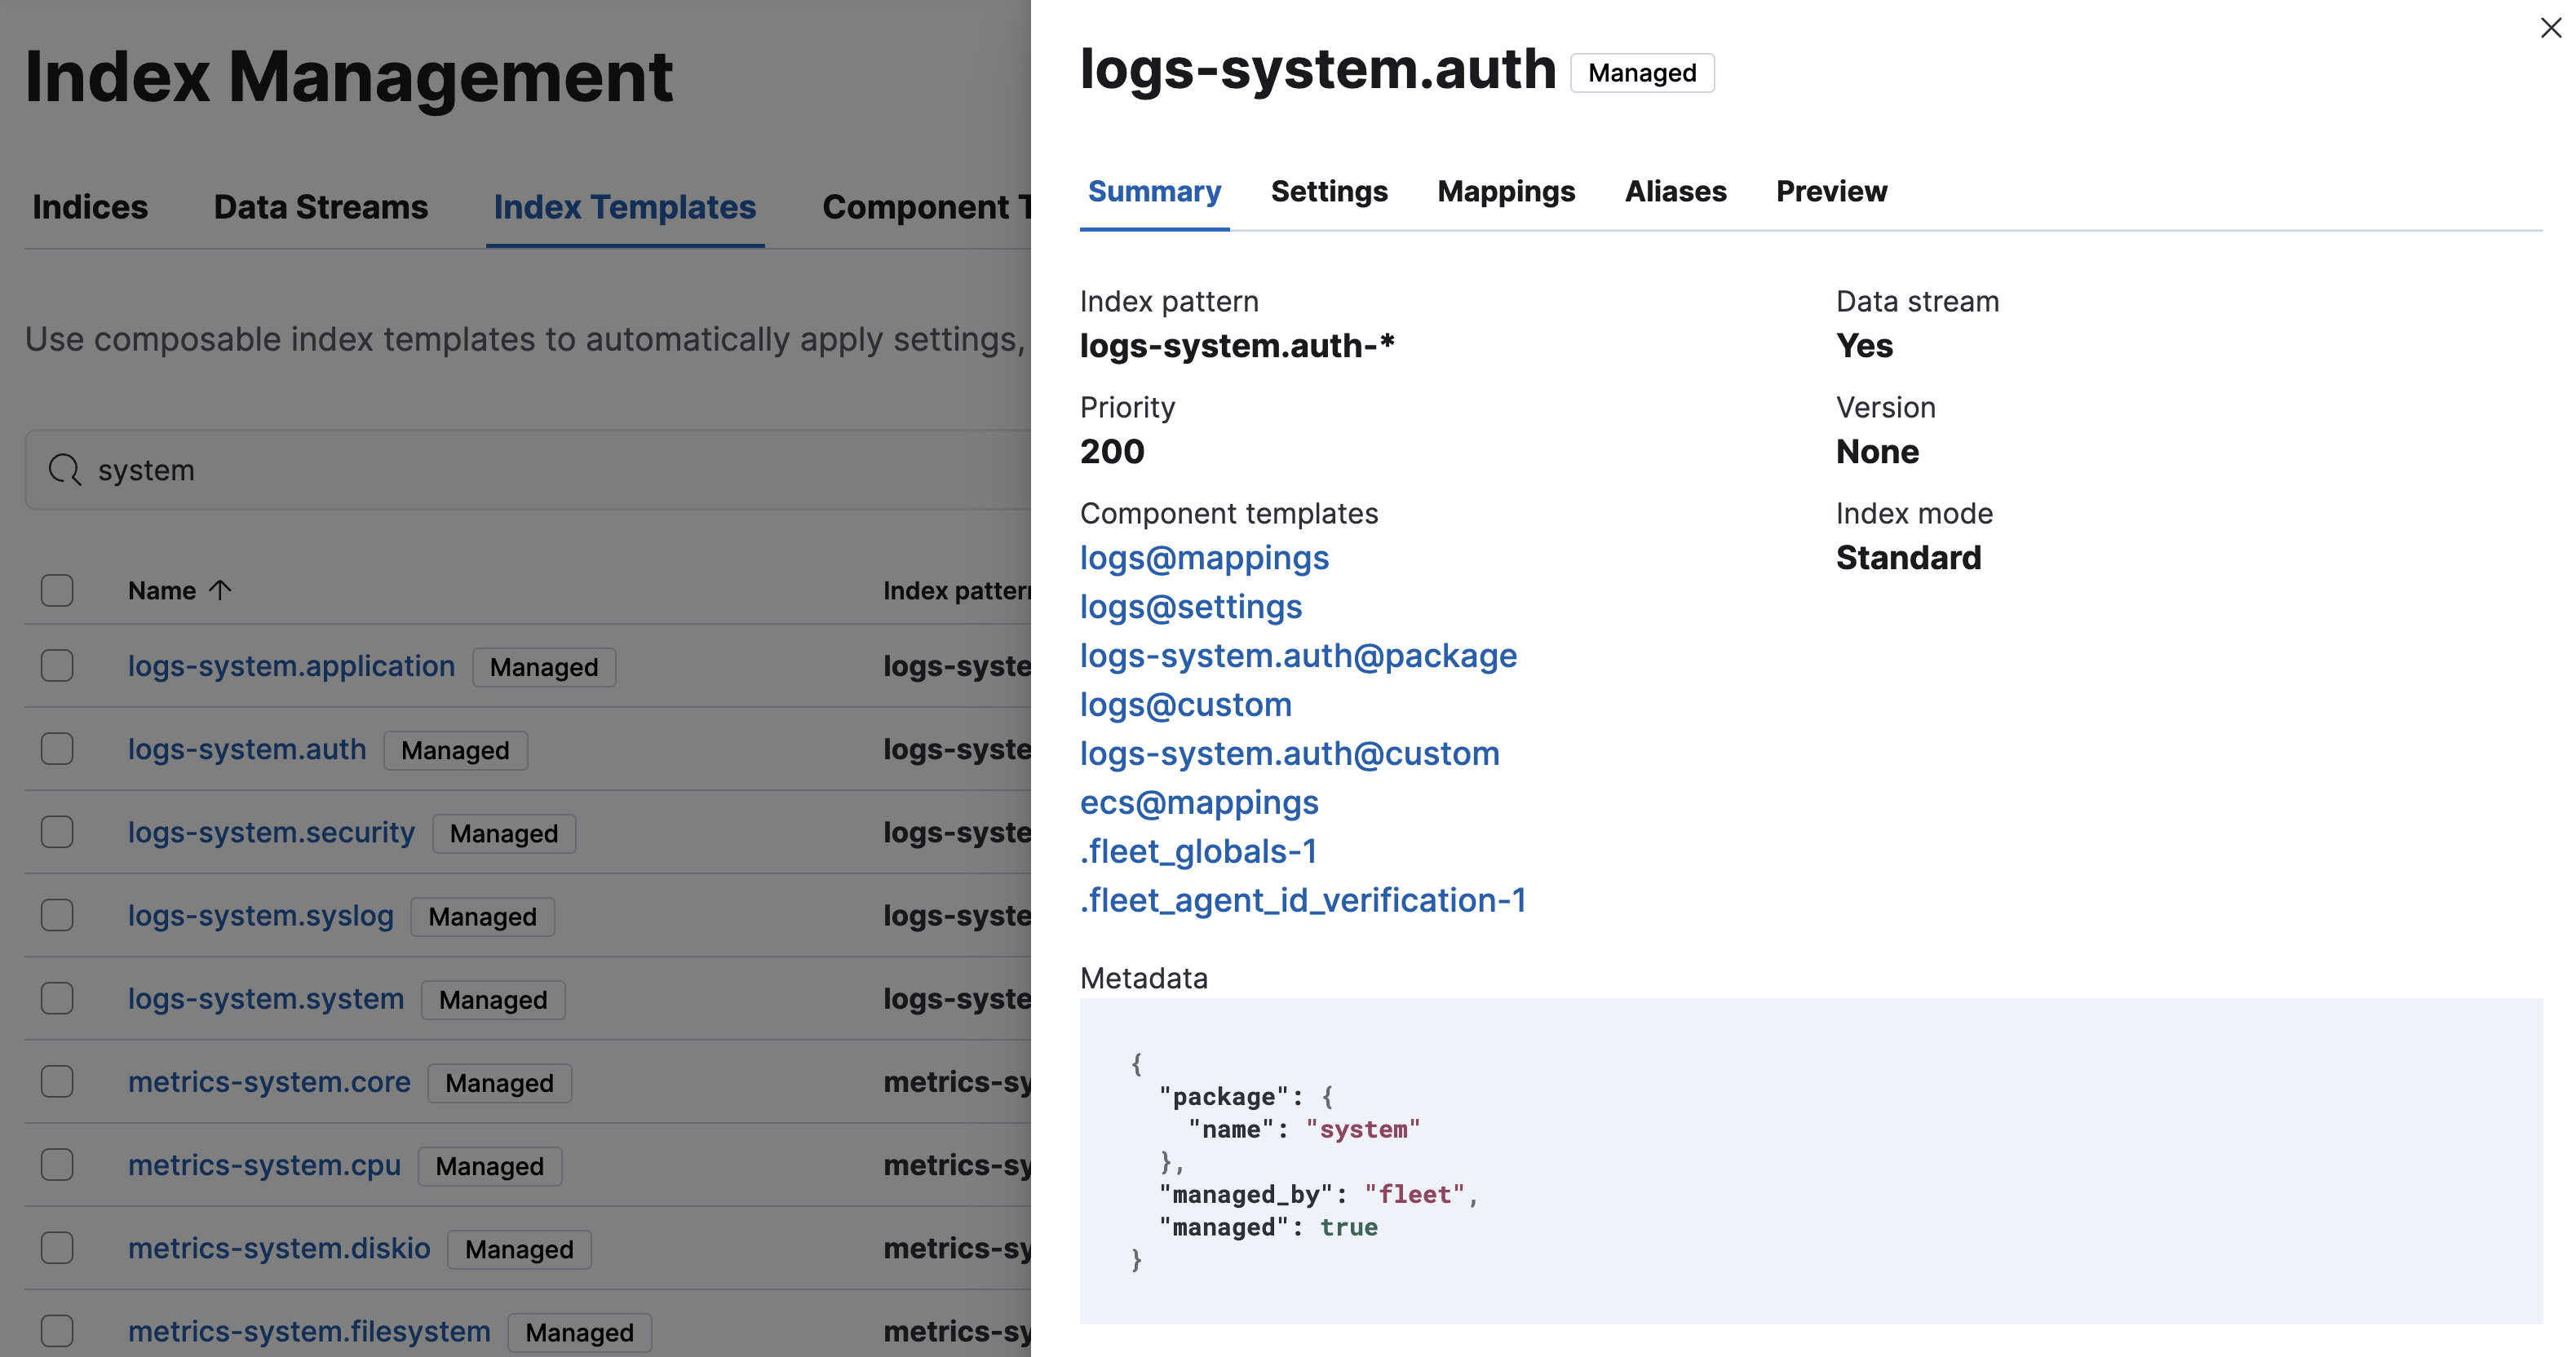 Index Management
Indices Data Streams Index Templates Component T
Use composable index templates to automatically apply settings,
system
Name Index pattern
logs-system.application Managed logs-syste
logs-system.auth Managed logs-syste
logs-system.security Managed logs-syste
logs-system.syslog Managed logs-syste
logs-system.system Managed logs-syste
metrics-system.core Managed metrics-sy
metrics-system.cpu Managed metrics-sy
metrics-system.diskio Managed metrics-sy
metrics-system.filesystem Managed metrics-sy
logs-system.auth Managed
Summary Settings Mappings Aliases Preview
Index pattern
logs-system.auth-*
Priority
200
Component templates
logs@mappings
logs@settings
logs-system.auth@package
logs@custom
logs-system.auth@custom
ecs@mappings
.fleet_globals-1
.fleet_agent_id_verification-1
Data stream
Yes
Version
None
Index mode
Standard
Metadata
{
  "package": {
    "name": "system"
  },
  "managed_by": "fleet",
  "managed": true
}